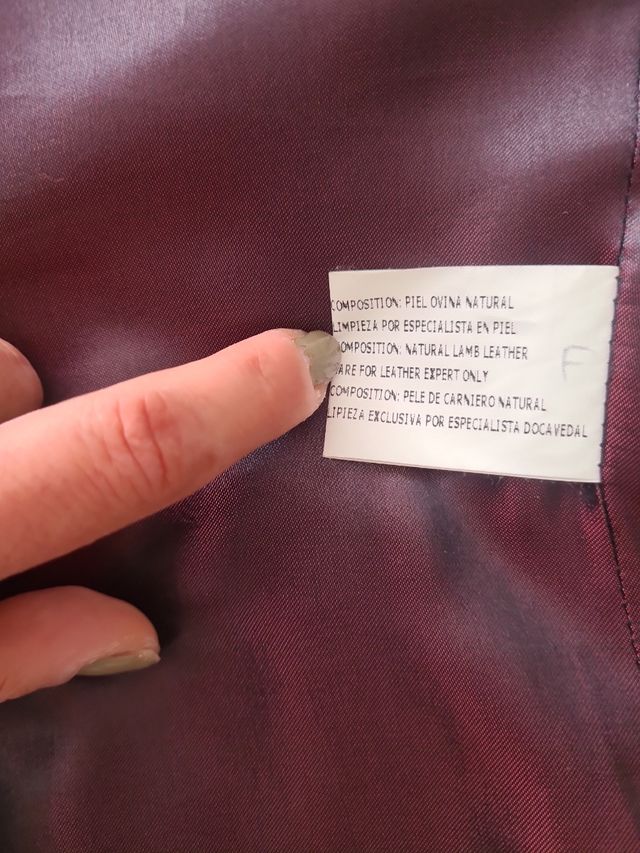 COMPOSITION: PIEL OVINA NATURAL
LIMPIEZA POR ESPECIALISTA EN PIEL
COMPOSITION: NATURAL LAMB LEATHER
CARE FOR LEATHER EXPERT ONLY
COMPOSITION: PELE DE CARNIERO NATURAL
LIPIEZA EXCLUSIVA POR ESPECIALISTA DOCAVEDAL
F